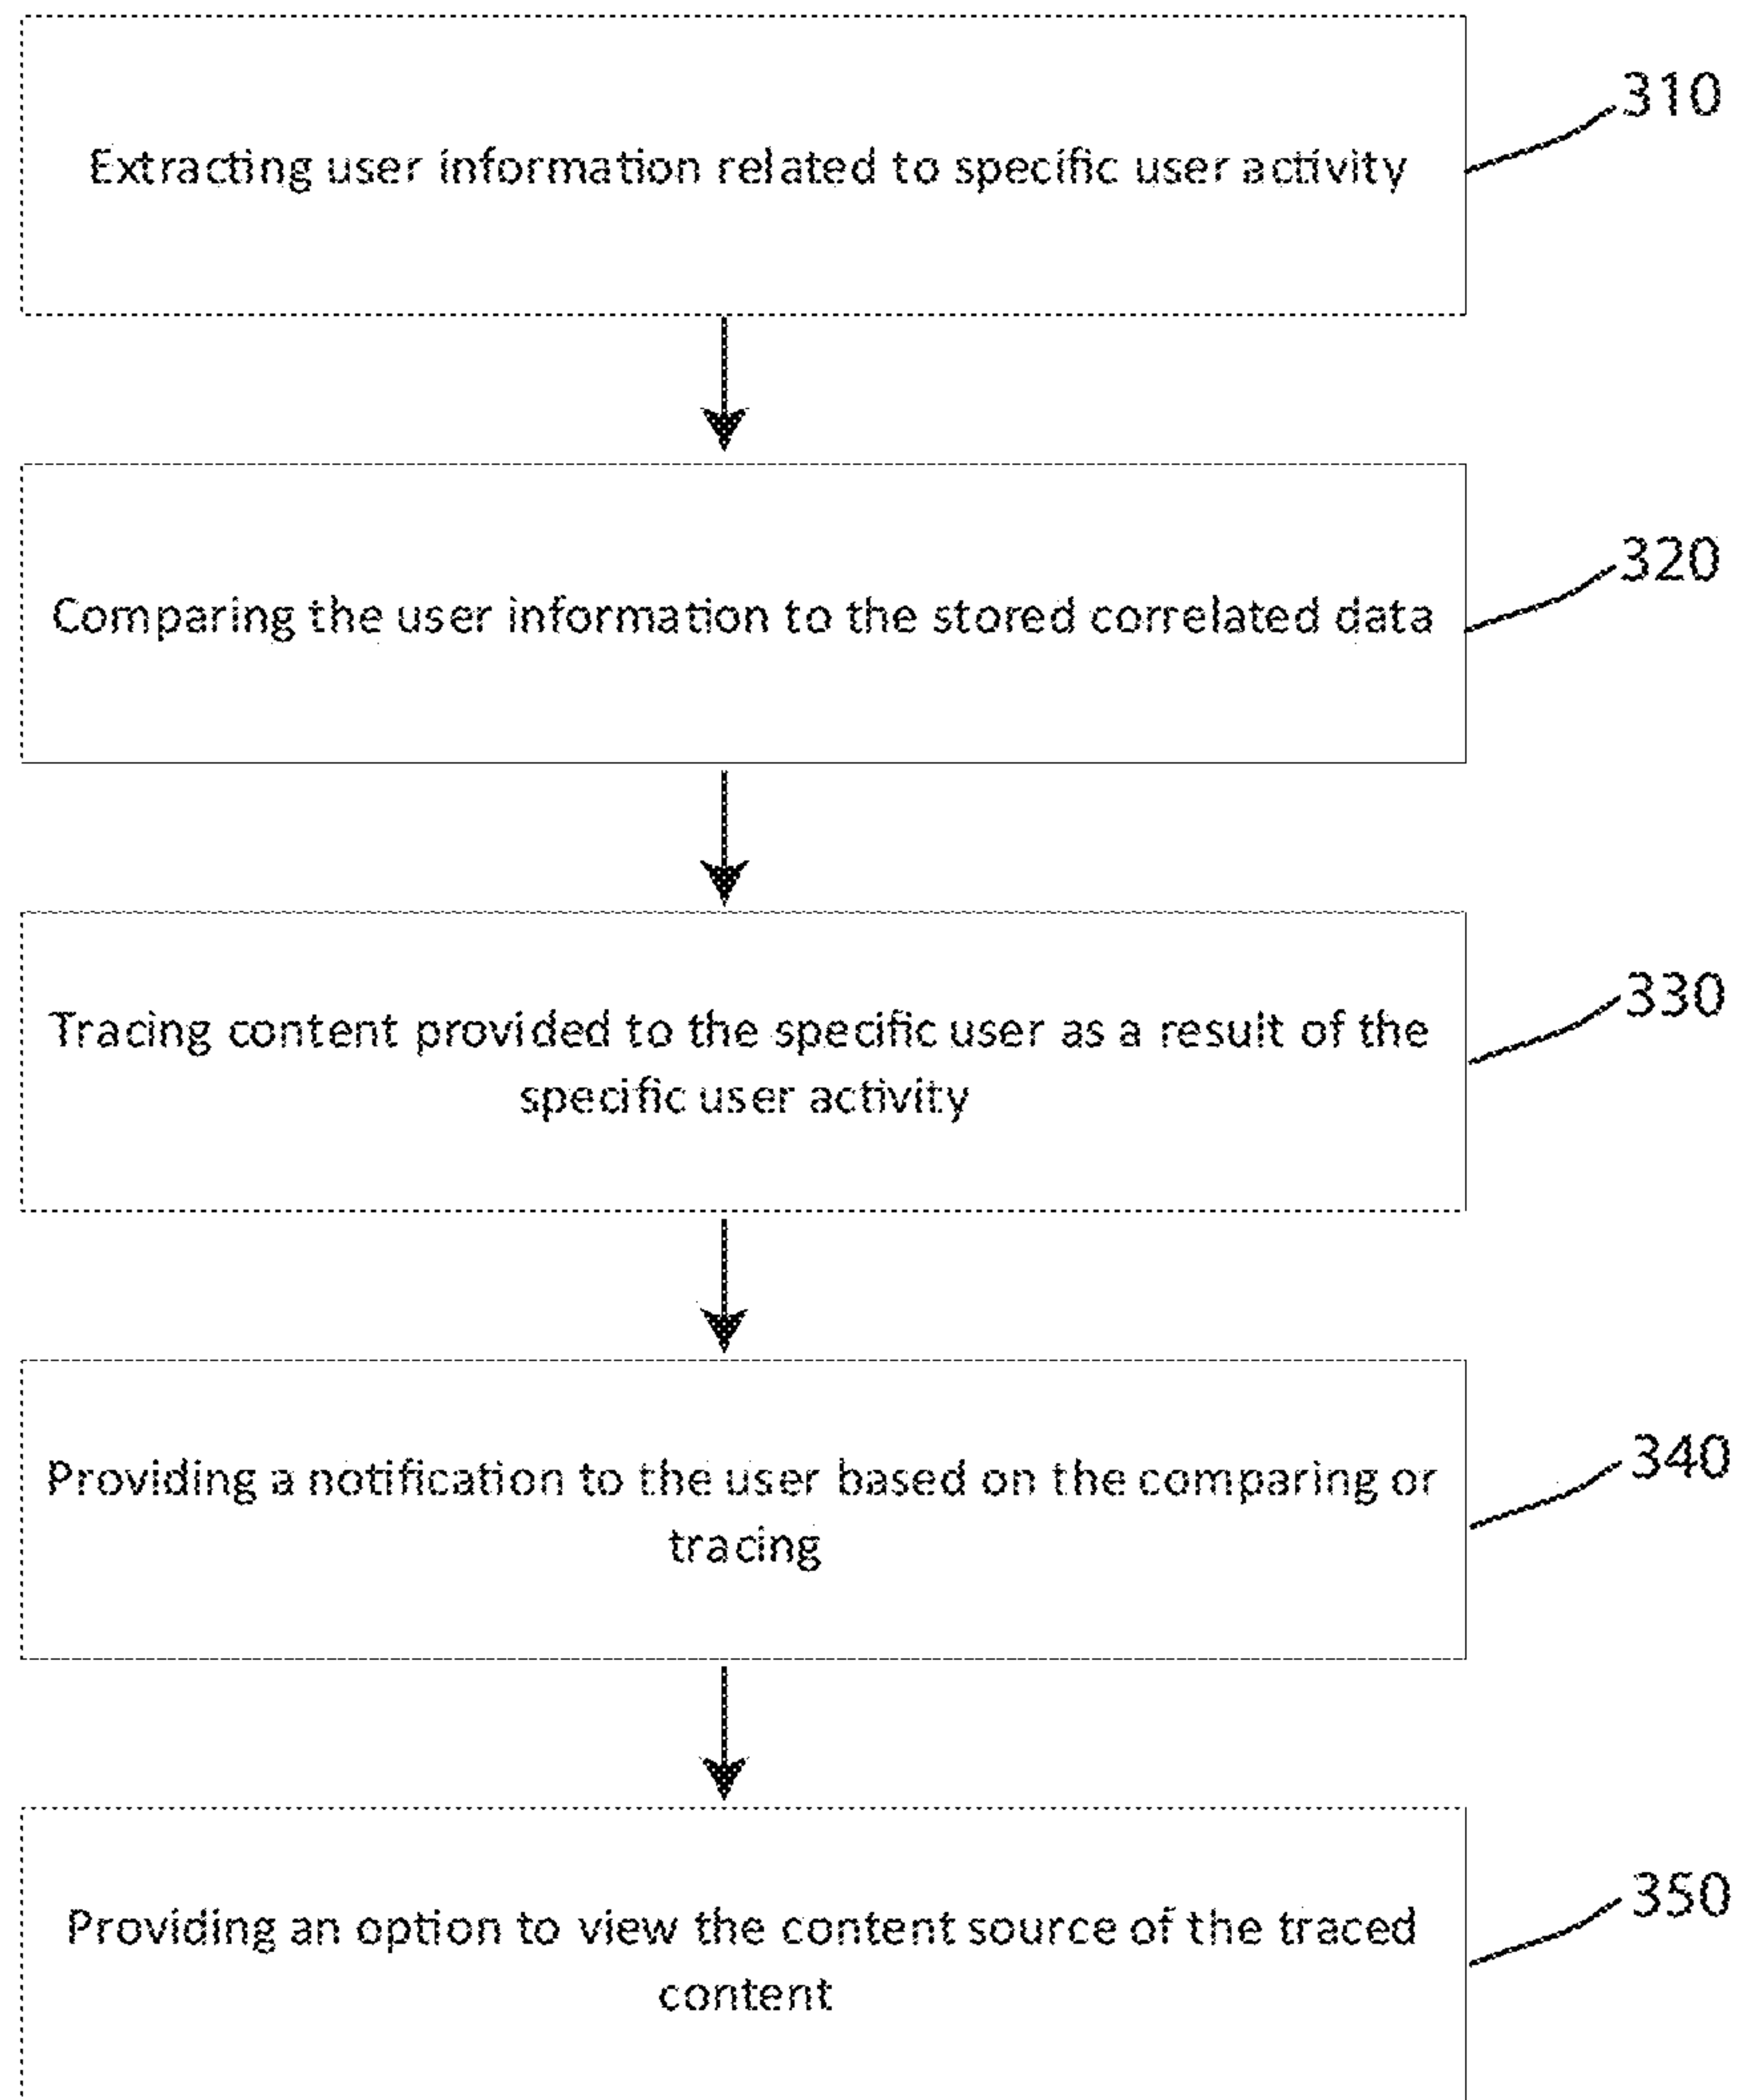 310
Extracting user information related to specific user activity
320
Comparing the user information to the stored correlated data
330
Tracing content provided to the specific user as a result of the
specific user activity
340
Providing a notification to the user based on the comparing or
tracing
350
Providing an option to view the content source of the traced
content